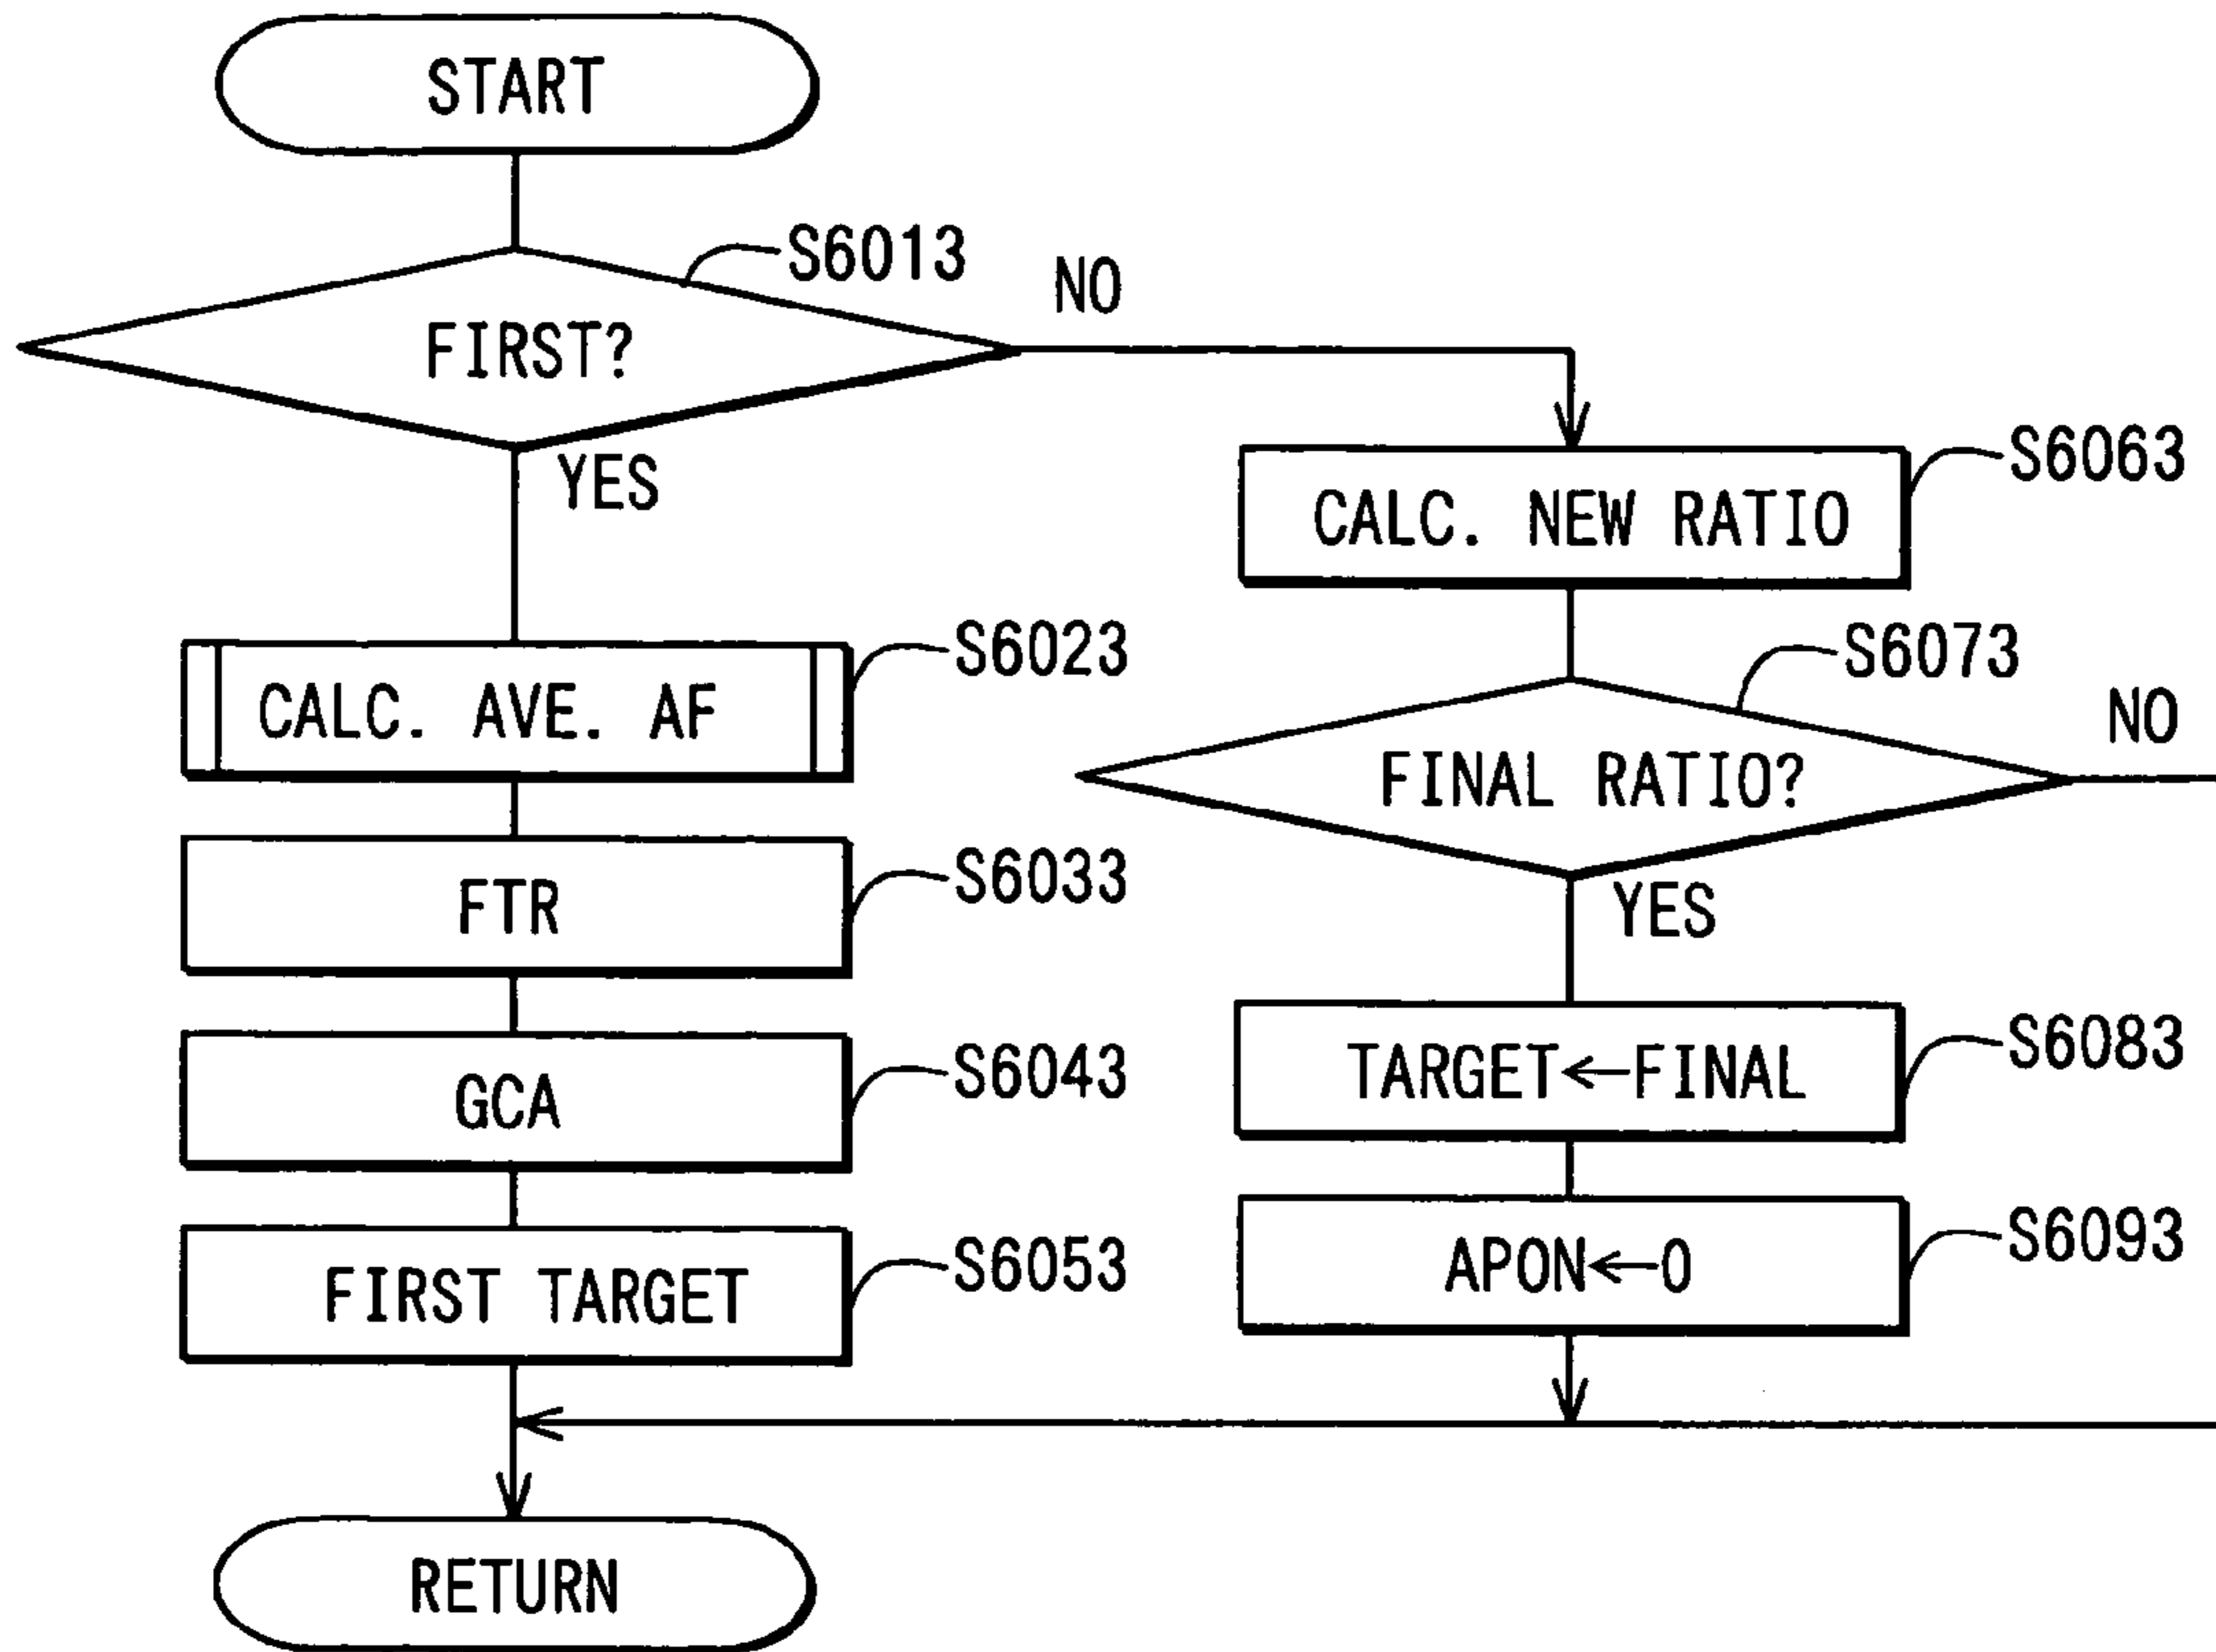 START
S6013
FIRST?
NO
YES
S6023
CALC. AVE. AF
S6033
FTR
S6043
GCA
S6053
FIRST TARGET
S6063
CALC. NEW RATIO
S6073
FINAL RATIO?
NO
YES
S6083
TARGET←FINAL
S6093
APON←0
RETURN